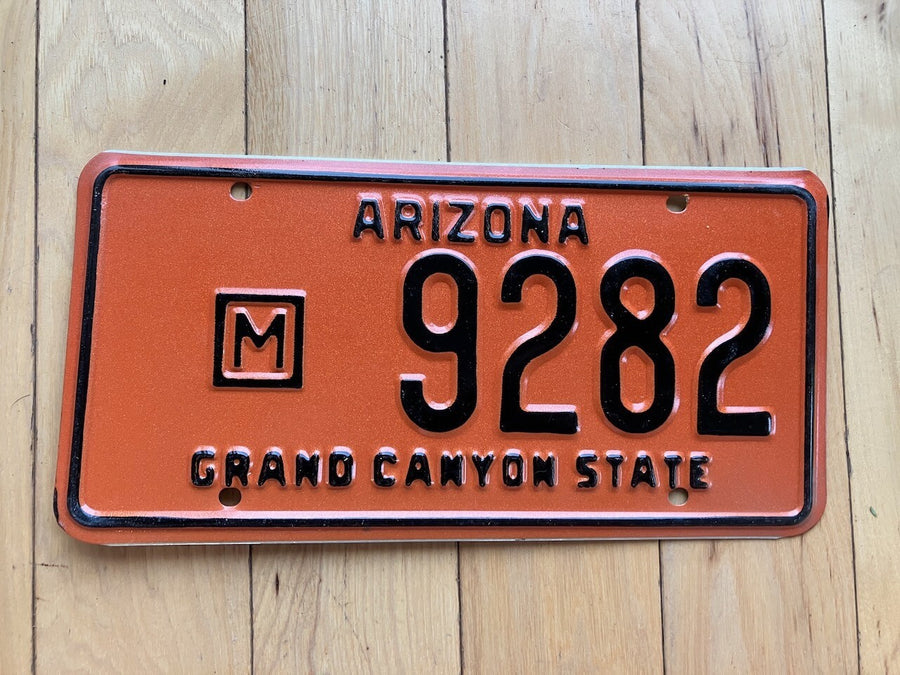 ARIZONA
M 9282
GRAND CANYON STATE